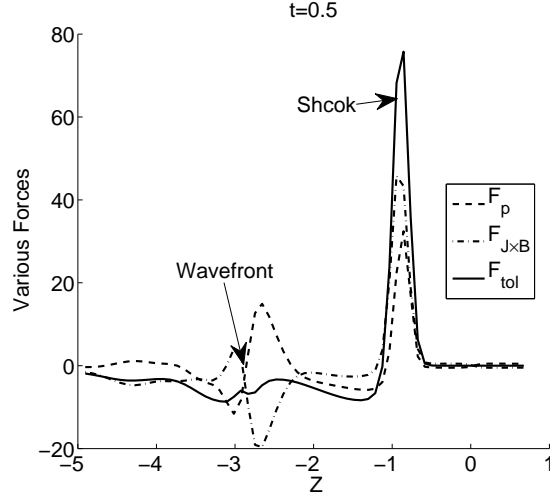 t=0.5
80
60
40
20
0
−20
Various Forces
Shcok
Wavefront
F_p
F_J×B
F_tol
−5 −4 −3 −2 −1 0 1
Z